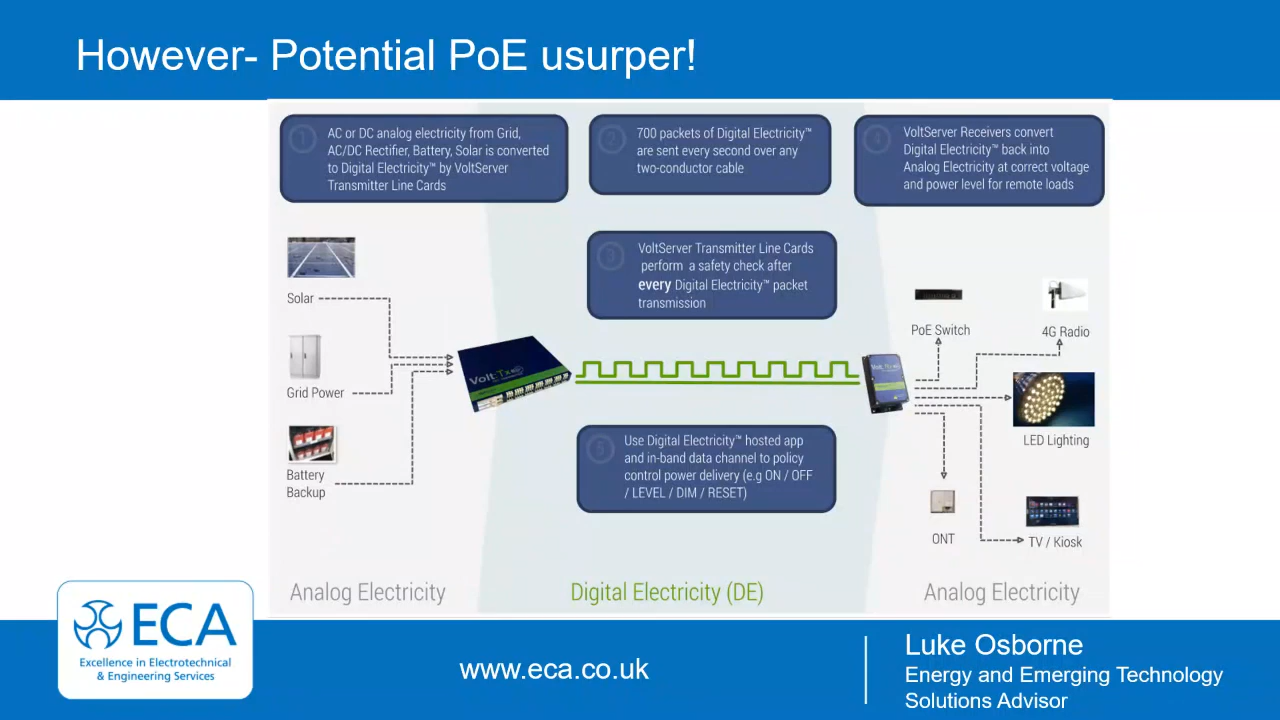 However- Potential PoE usurper!
1
AC or DC analog electricity from Grid,
AC/DC Rectifier, Battery, Solar is converted
to Digital Electricity™ by VoltServer
Transmitter Line Cards
2
700 packets of Digital Electricity™
are sent every second over any
two-conductor cable
4
VoltServer Receivers convert
Digital Electricity™ back into
Analog Electricity at correct voltage
and power level for remote loads
3
VoltServer Transmitter Line Cards
perform a safety check after
every Digital Electricity™ packet
transmission
Solar
Grid Power
Battery
Backup
PoE Switch
4G Radio
LED Lighting
ONT
TV / Kiosk
5
Use Digital Electricity™ hosted app
and in-band data channel to policy
control power delivery (e.g ON / OFF
/ LEVEL / DIM / RESET)
Analog Electricity
Digital Electricity (DE)
Analog Electricity
ECA
Excellence in Electrotechnical
& Engineering Services
www.eca.co.uk
Luke Osborne
Energy and Emerging Technology
Solutions Advisor